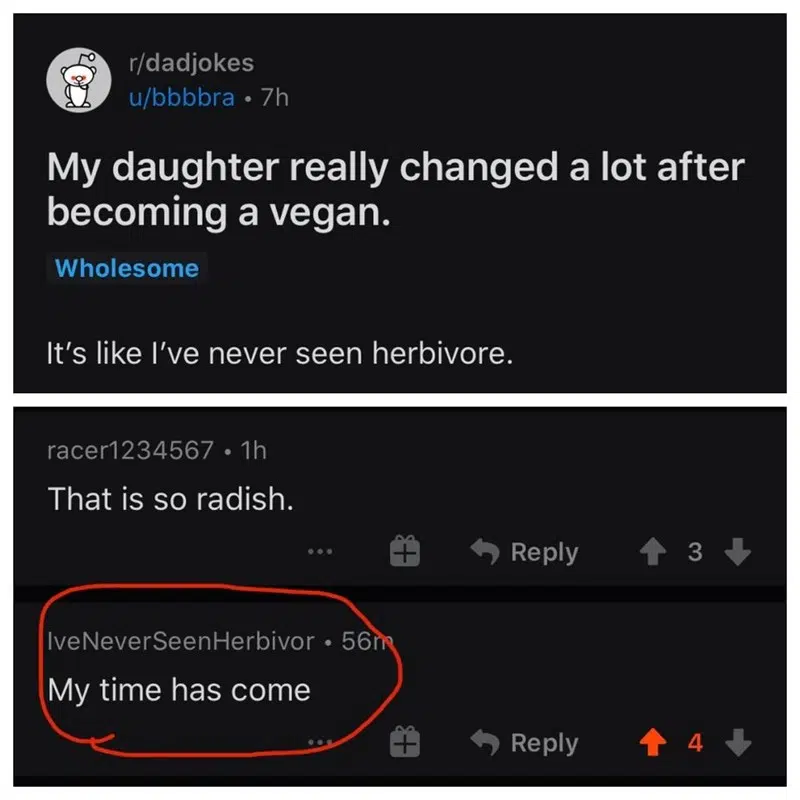 r/dadjokes
u/bbbbra • 7h
My daughter really changed a lot after
becoming a vegan.
Wholesome
It's like I've never seen herbivore.
racer1234567 • 1h
That is so radish.
... Reply 3
IveNeverSeenHerbivor • 56m
My time has come
... Reply 4